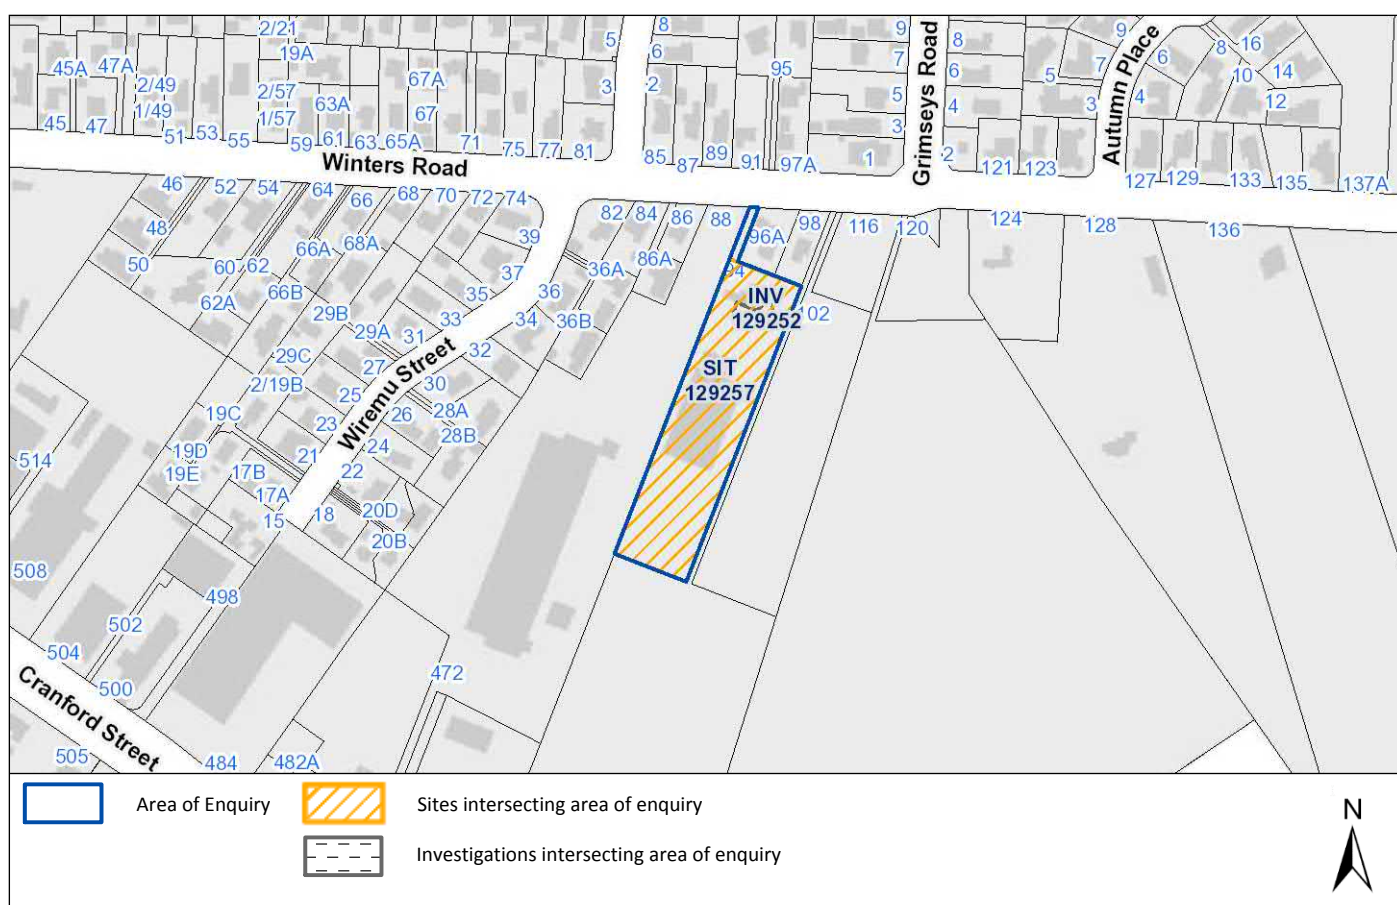 2/21
8
5
6
9
8
9
8
16
19A
7
7
6
14
45A
47A
2/49
67A
95
6
5
10
2/57
3
2
5
4
3
4
12
1/49
63A
67
3
1/57
45
47
51
53
55
59
61
63
65A
71
75
77
81
85
87
89
91
97A
1
2
121
123
127
129
133
135
137A
Winters Road
Grimseys Road
Autumn Place
46
52
54
64
66
68
70
72
74
82
84
86
88
98
116
120
124
128
136
48
66A
68A
39
96A
50
60
62
37
36A
86A
94
62A
66B
35
36
INV
129252
102
29B
33
34
36B
29A
31
32
29C
27
SIT
129257
2/19B
25
30
19C
26
28A
23
28B
Wiremu Street
514
19D
21
24
19E
17B
22
17A
20D
15
18
20B
508
498
502
504
472
500
Cranford Street
505
484
482A
Area of Enquiry
Sites intersecting area of enquiry
Investigations intersecting area of enquiry
N